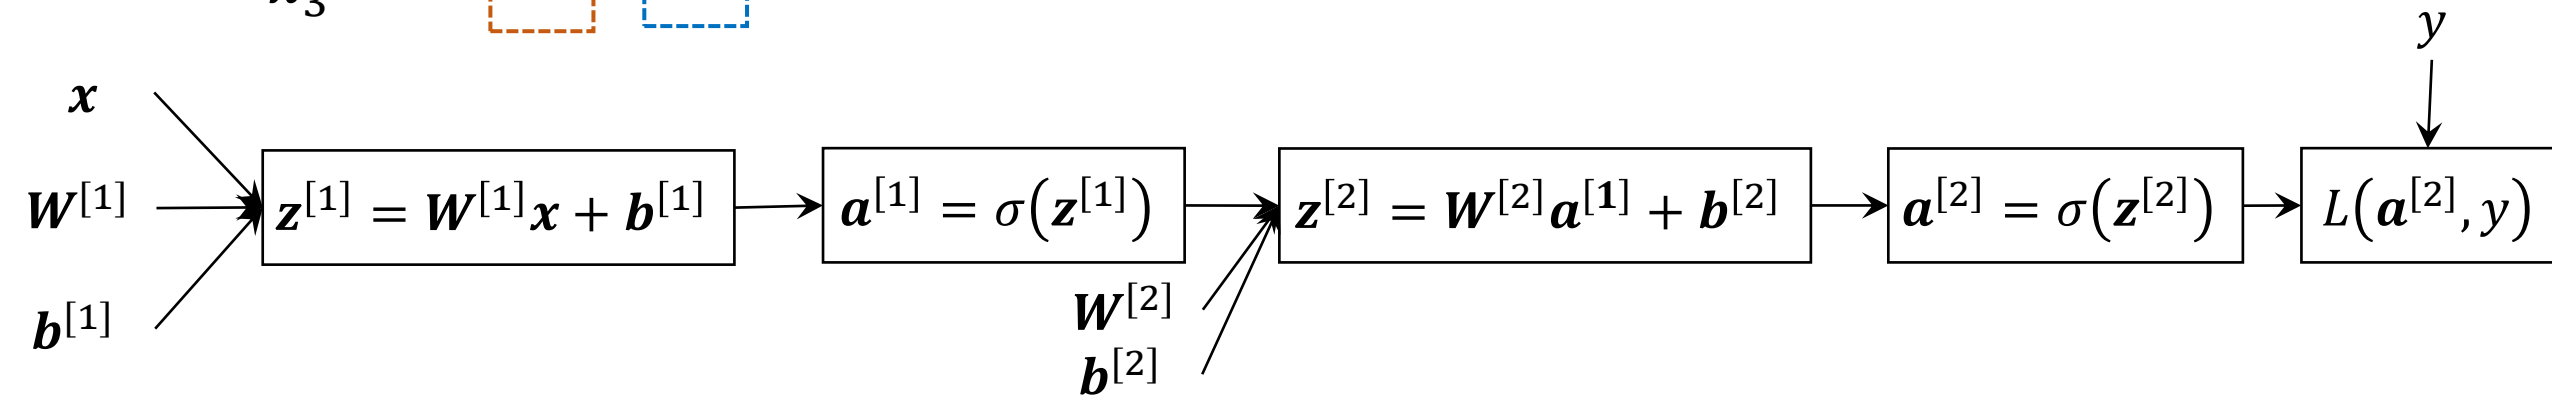 y
x
W^[1]
b^[1]
z^[1] = W^[1]x + b^[1]
a^[1] = σ(z^[1])
W^[2]
b^[2]
z^[2] = W^[2]a^[1] + b^[2]
a^[2] = σ(z^[2])
L(a^[2], y)